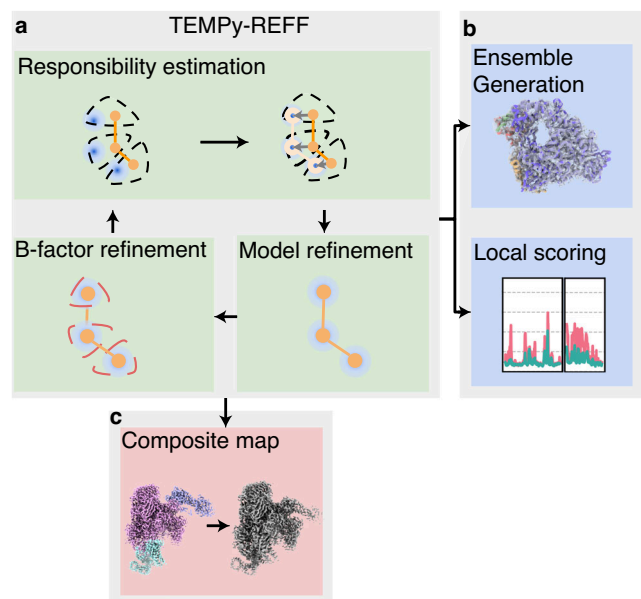 a
TEMPy-REFF
Responsibility estimation
B-factor refinement
Model refinement
b
Ensemble
Generation
Local scoring
c
Composite map